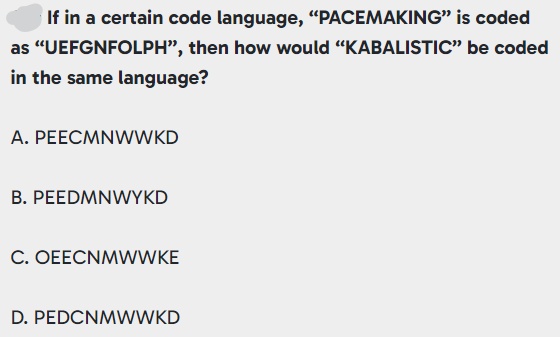 If in a certain code language, “PACEMAKING” is coded
as “UEFGNFOLPH”, then how would “KABALISTIC” be coded
in the same language?
A. PEECMNWWKD
B. PEEDMNWYKD
C. OEECNMWWKE
D. PEDCNMWWKD